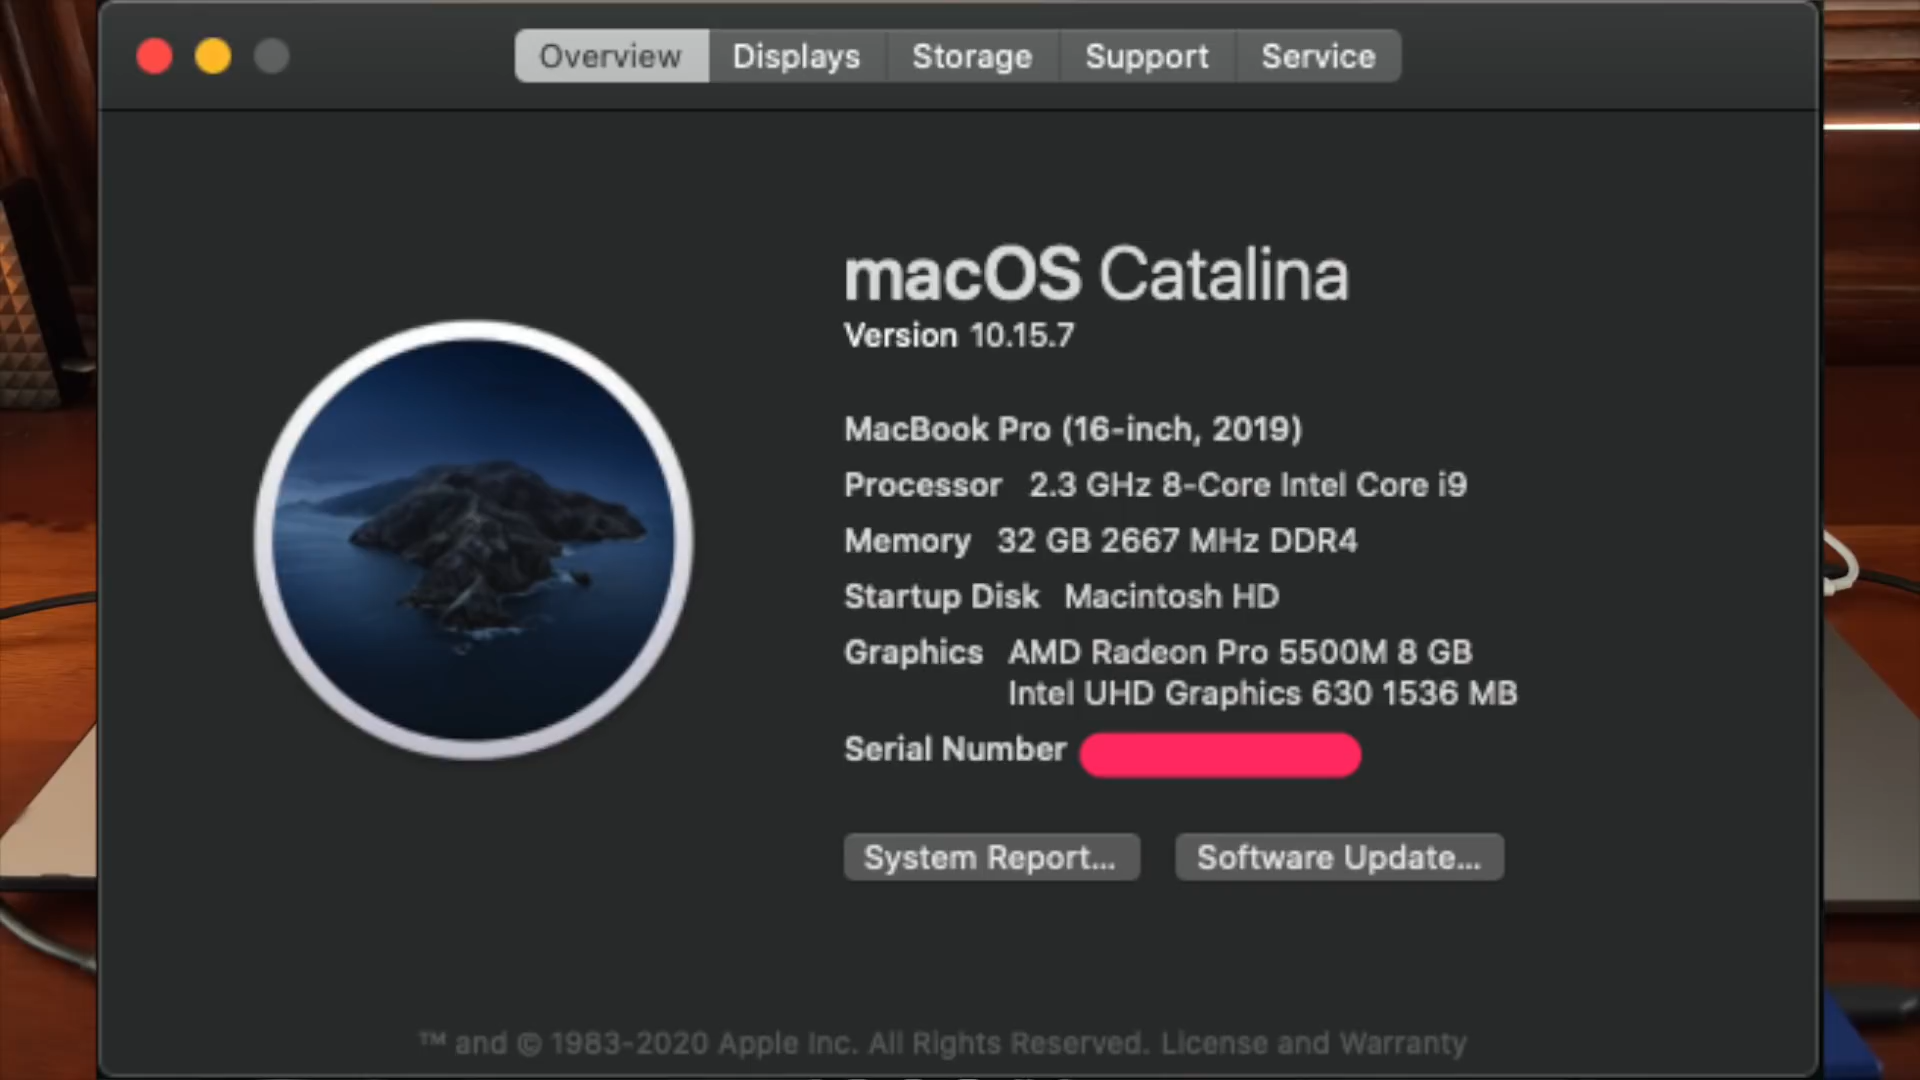 Overview Displays Storage Support Service
macOS Catalina
Version 10.15.7
MacBook Pro (16-inch, 2019)
Processor 2.3 GHz 8-Core Intel Core i9
Memory 32 GB 2667 MHz DDR4
Startup Disk Macintosh HD
Graphics AMD Radeon Pro 5500M 8 GB
Intel UHD Graphics 630 1536 MB
Serial Number
System Report... Software Update...
™ and © 1983-2020 Apple Inc. All Rights Reserved. License and Warranty